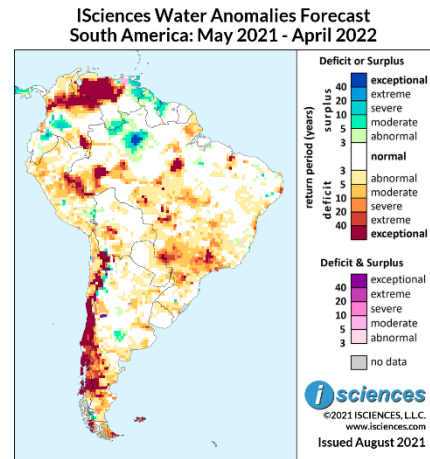 ISciences Water Anomalies Forecast
South America: May 2021 - April 2022
Deficit or Surplus
return period (years)
surplus
deficit
40
20
10
5
3
3
5
10
20
40
exceptional
extreme
severe
moderate
abnormal
normal
abnormal
moderate
severe
extreme
exceptional
Deficit & Surplus
40
20
10
5
3
exceptional
extreme
severe
moderate
abnormal
no data
i sciences
©2021 ISCIENCES, L.L.C.
www.isciences.com
Issued August 2021